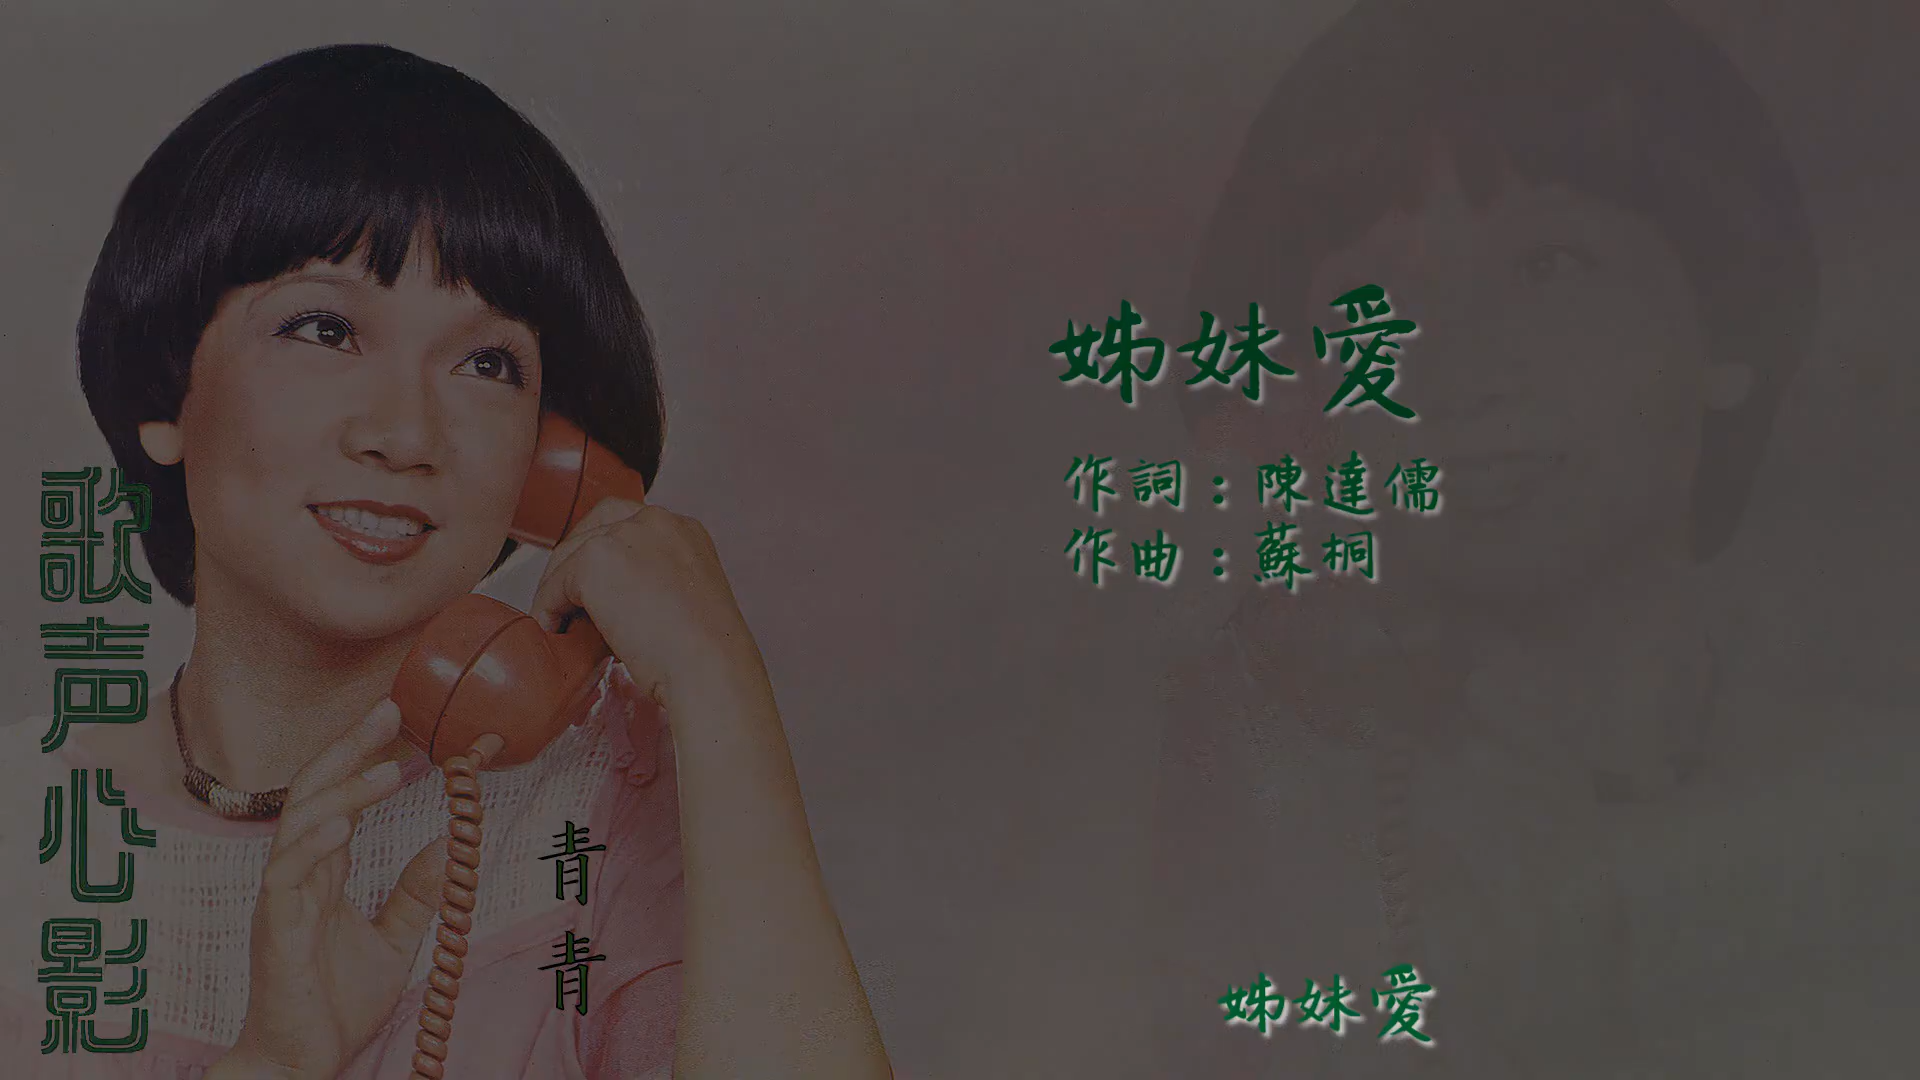 歌声心影
青青
姊妹愛
作詞：陳達儒
作曲：蘇桐
姊妹愛